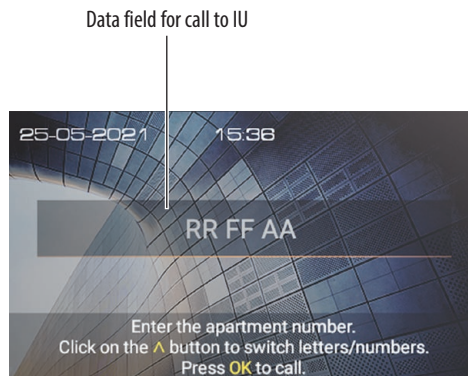 Data field for call to IU
25-05-2021 15:36
RR FF AA
Enter the apartment number.
Click on the ^ button to switch letters/numbers.
Press OK to call.